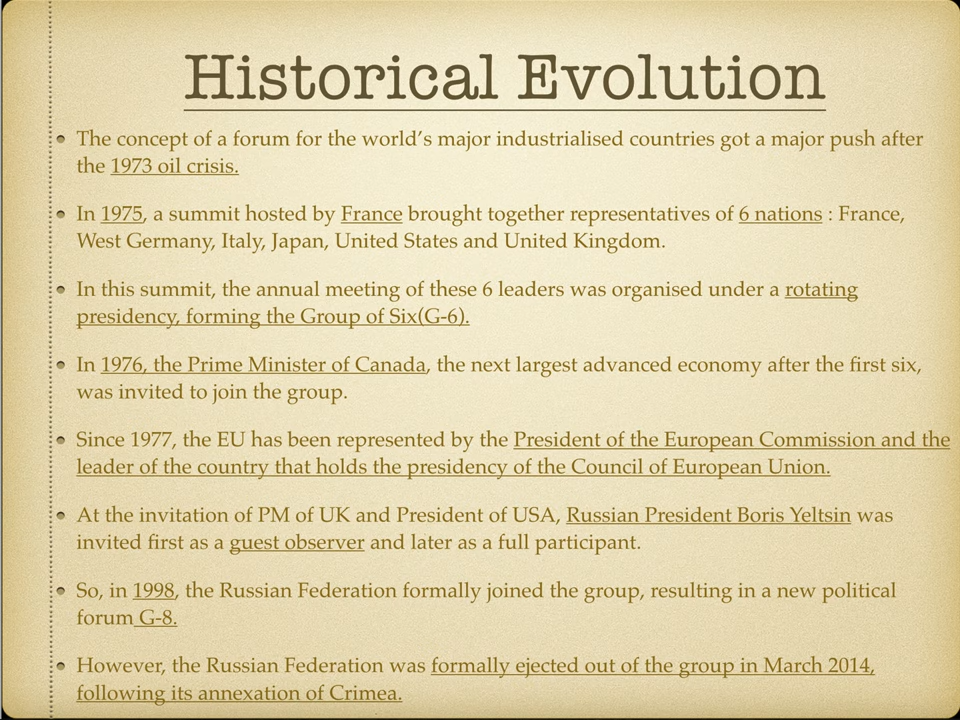 Historical Evolution
The concept of a forum for the world's major industrialised countries got a major push after
the 1973 oil crisis.
In 1975, a summit hosted by France brought together representatives of 6 nations : France,
West Germany, Italy, Japan, United States and United Kingdom.
In this summit, the annual meeting of these 6 leaders was organised under a rotating
presidency, forming the Group of Six(G-6).
In 1976, the Prime Minister of Canada, the next largest advanced economy after the first six,
was invited to join the group.
Since 1977, the EU has been represented by the President of the European Commission and the
leader of the country that holds the presidency of the Council of European Union.
At the invitation of PM of UK and President of USA, Russian President Boris Yeltsin was
invited first as a guest observer and later as a full participant.
So, in 1998, the Russian Federation formally joined the group, resulting in a new political
forum G-8.
However, the Russian Federation was formally ejected out of the group in March 2014,
following its annexation of Crimea.